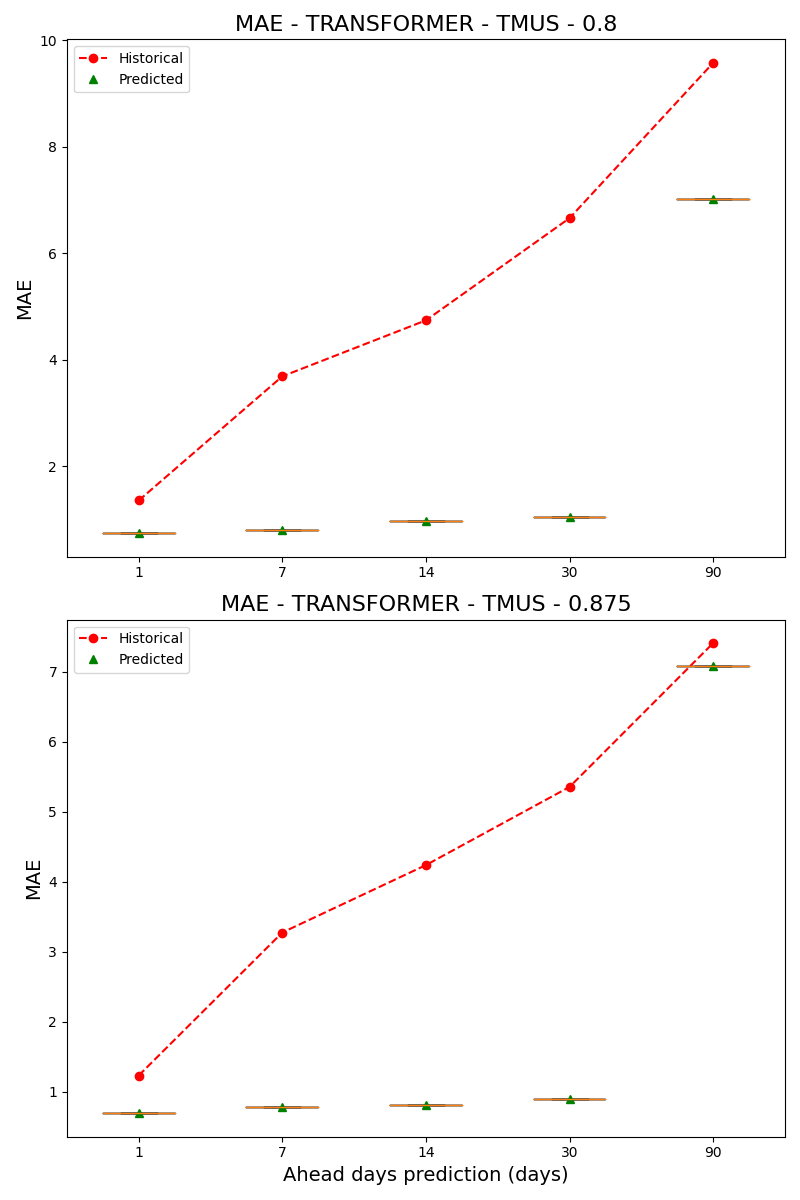 MAE - TRANSFORMER - TMUS - 0.8
Historical
Predicted
MAE
10
8
6
4
2
1 7 14 30 90
MAE - TRANSFORMER - TMUS - 0.875
Historical
Predicted
MAE
7
6
5
4
3
2
1
1 7 14 30 90
Ahead days prediction (days)